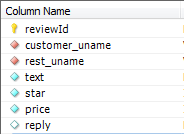 Column Name
reviewId
customer_uname
rest_uname
text
star
price
reply